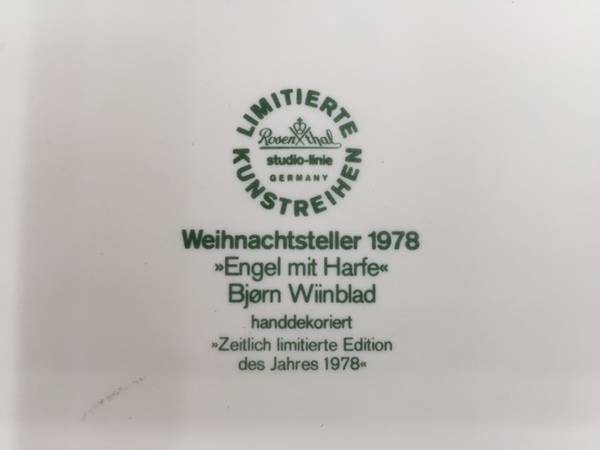 LIMITIERTE
Rosenthal
studio-linie
GERMANY
KUNSTREIHEN
Weihnachtsteller 1978
»Engel mit Harfe«
Bjørn Wiinblad
handdekoriert
»Zeitlich limitierte Edition
des Jahres 1978«